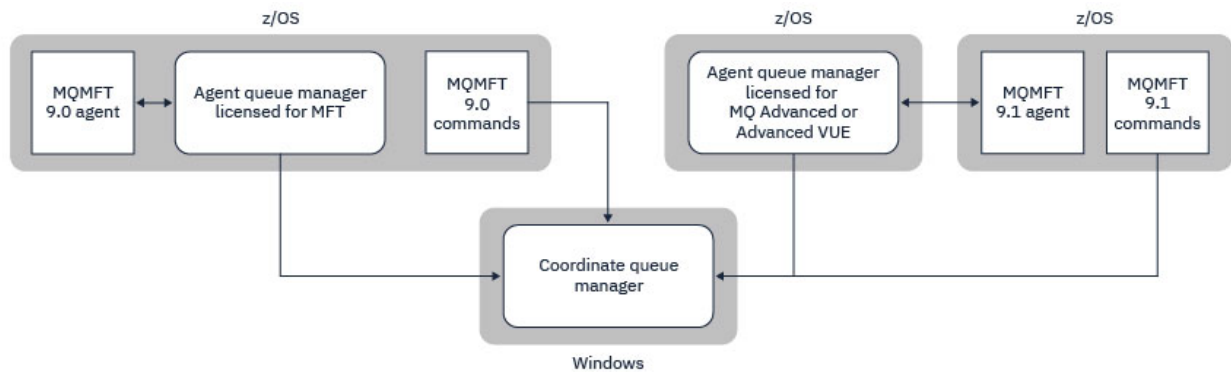 z/OS
z/OS
z/OS
MQMFT
9.0 agent
Agent queue manager
licensed for MFT
MQMFT
9.0
commands
Agent queue manager
licensed for
MQ Advanced or
Advanced VUE
MQMFT
9.1 agent
MQMFT
9.1
commands
Coordinate queue
manager
Windows